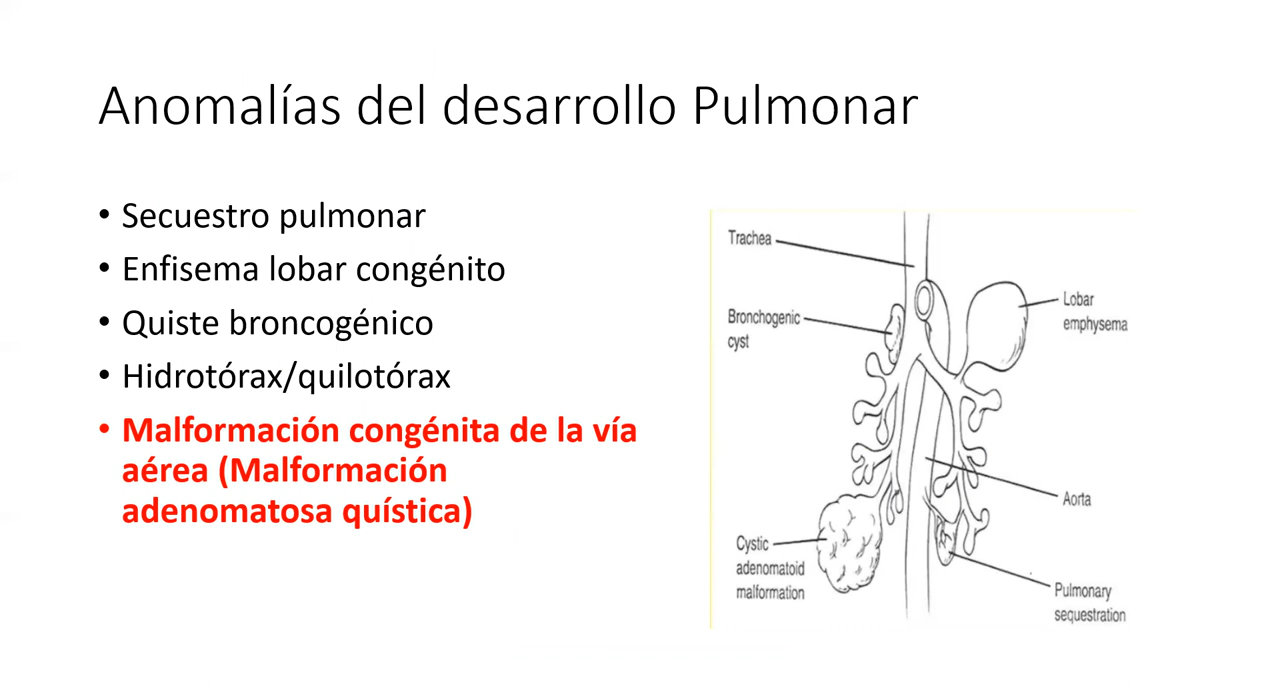 Anomalías del desarrollo Pulmonar
• Secuestro pulmonar
• Enfisema lobar congénito
• Quiste broncogénico
• Hidrotórax/quilotórax
• Malformación congénita de la vía
aérea (Malformación
adenomatosa quística)
Trachea
Bronchogenic
cyst
Lobar
emphysema
Aorta
Cystic
adenomatoid
malformation
Pulmonary
sequestration